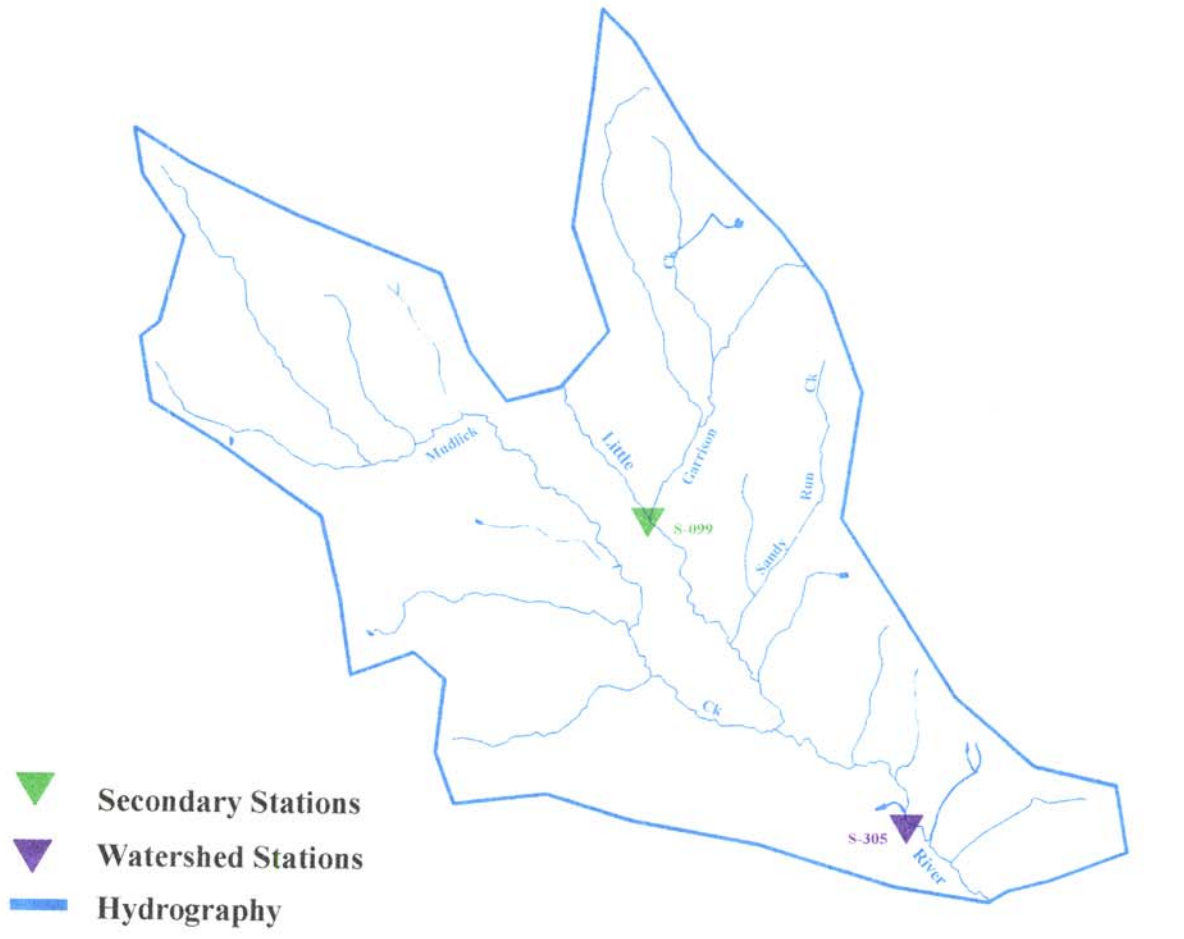 Ck
Ck
Little
Garrison
Mudlick
Run
S-099
Sandy
Ck
Secondary Stations
S-305
Watershed Stations
River
Hydrography